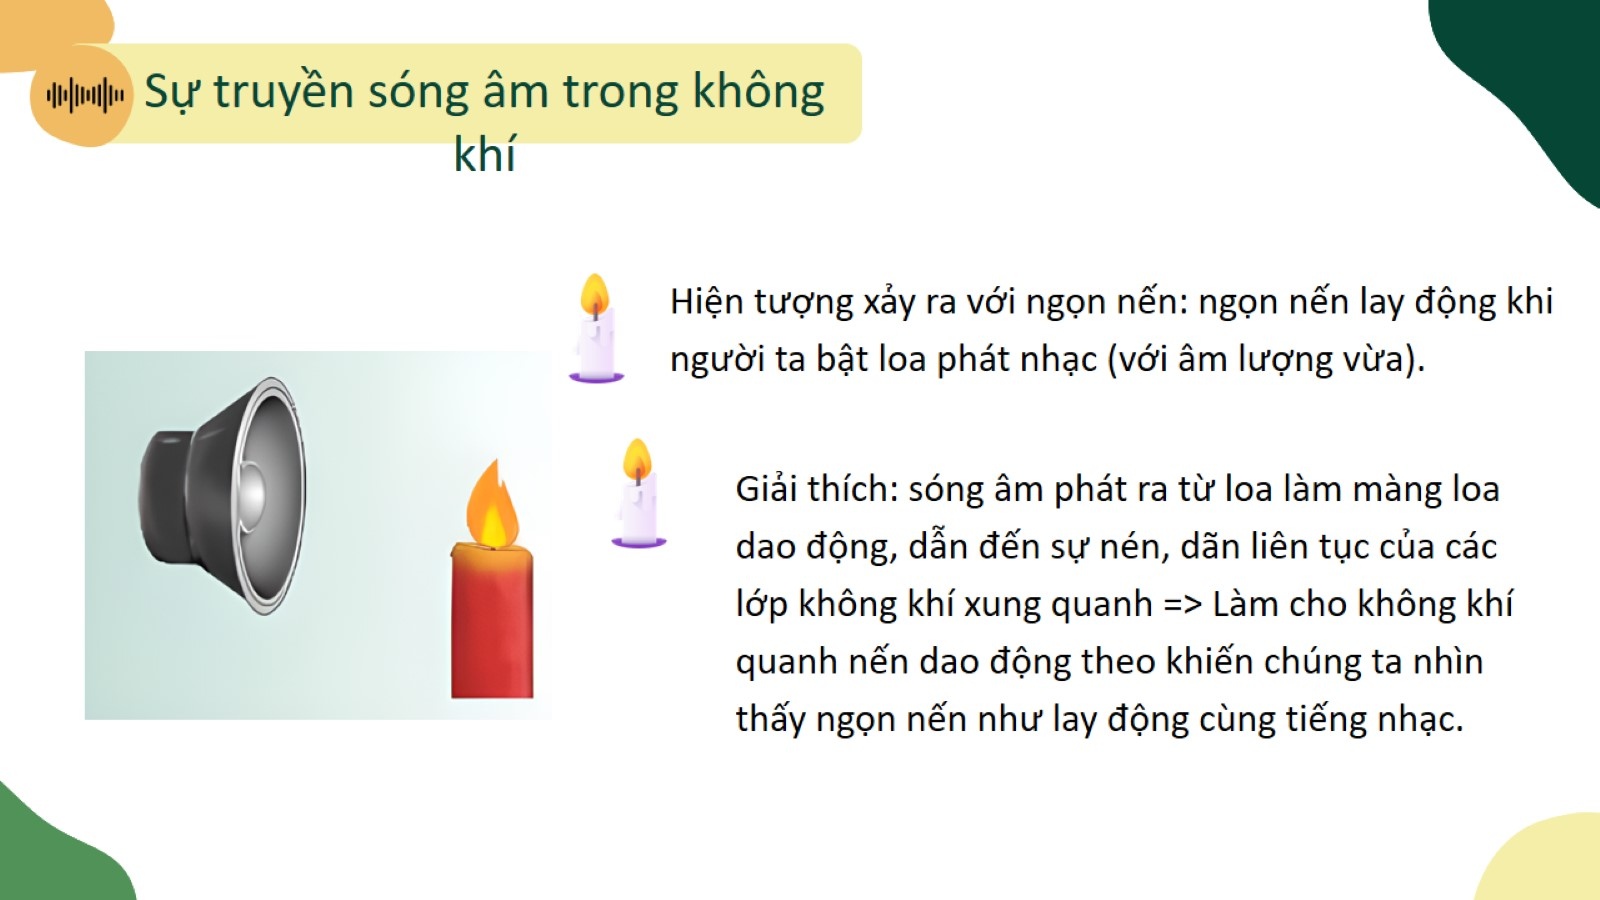 Sự truyền sóng âm trong không
khí
Hiện tượng xảy ra với ngọn nến: ngọn nến lay động khi
người ta bật loa phát nhạc (với âm lượng vừa).
Giải thích: sóng âm phát ra từ loa làm màng loa
dao động, dẫn đến sự nén, dãn liên tục của các
lớp không khí xung quanh => Làm cho không khí
quanh nến dao động theo khiến chúng ta nhìn
thấy ngọn nến như lay động cùng tiếng nhạc.